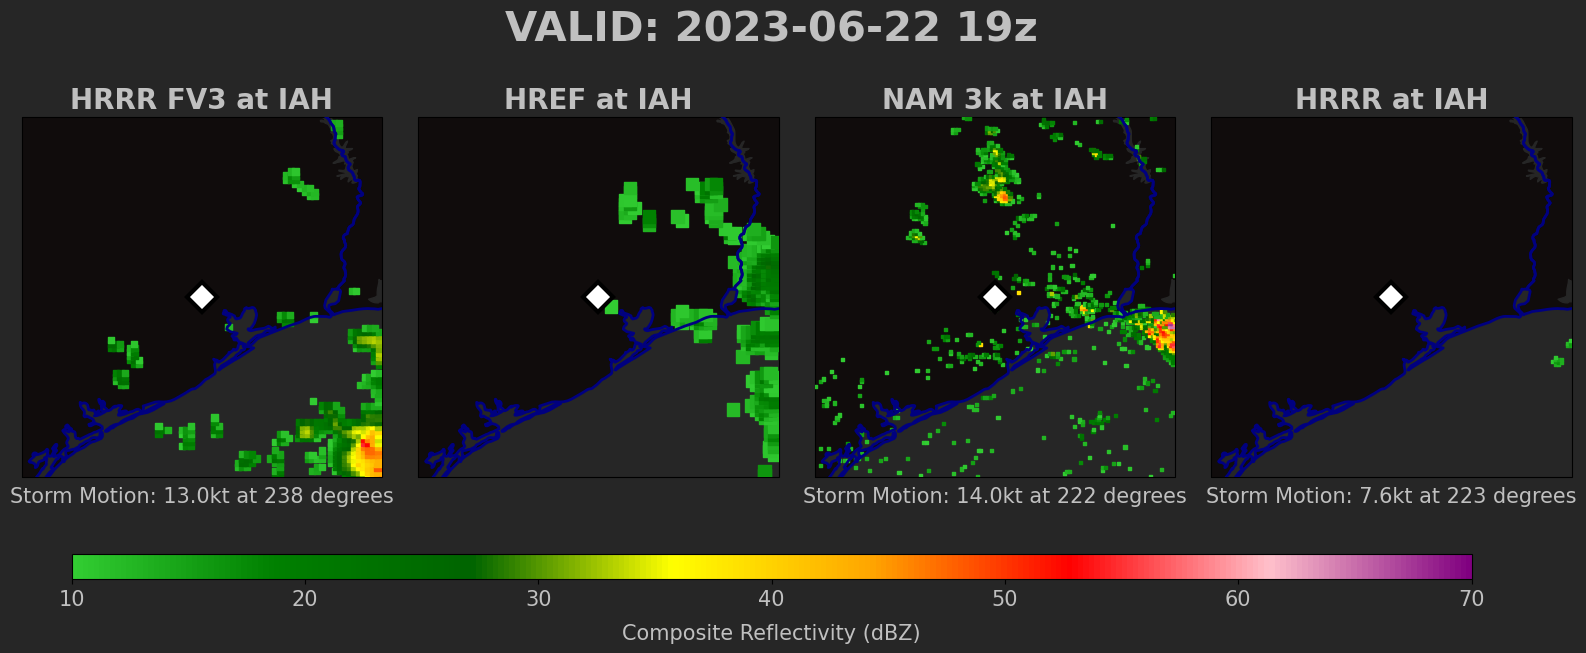 VALID: 2023-06-22 19z
HRRR FV3 at IAH
HREF at IAH
NAM 3k at IAH
HRRR at IAH
Storm Motion: 13.0kt at 238 degrees
Storm Motion: 14.0kt at 222 degrees
Storm Motion: 7.6kt at 223 degrees
10 20 30 40 50 60 70
Composite Reflectivity (dBZ)